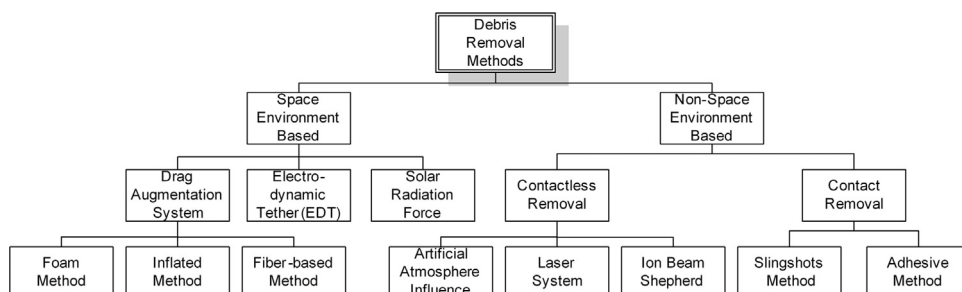 Debris
Removal
Methods
Space
Environment
Based
Non-Space
Environment
Based
Drag
Augmentation
System
Electro-
dynamic
Tether (EDT)
Solar
Radiation
Force
Contactless
Removal
Contact
Removal
Foam
Method
Inflated
Method
Fiber-based
Method
Artificial
Atmosphere
Influence
Laser
System
Ion Beam
Shepherd
Slingshots
Method
Adhesive
Method